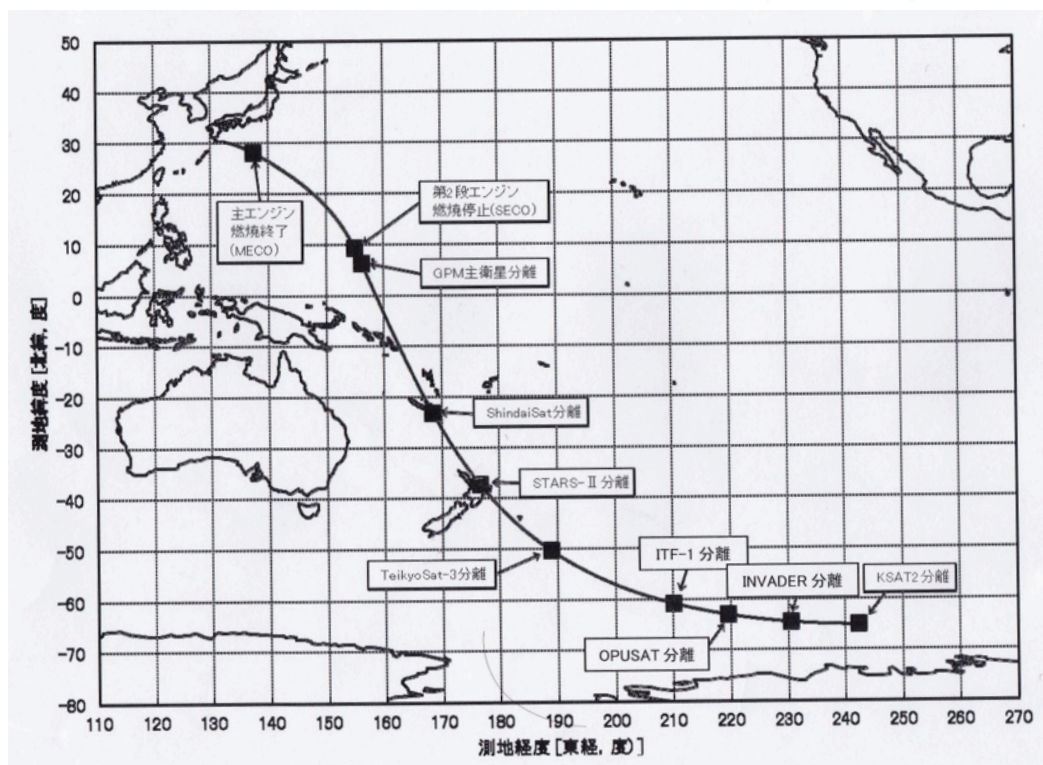 50
40
30
20
10
0
-10
-20
-30
-40
-50
-60
-70
-80
測地緯度 [北緯, 度]
主エンジン
燃焼終了
(MECO)
第2段エンジン
燃焼停止(SECO)
GPM主衛星分離
ShindaiSat分離
STARS-Ⅱ分離
TeikyoSat-3分離
ITF-1 分離
INVADER 分離
KSAT2分離
OPUSAT 分離
110 120 130 140 150 160 170 180 190 200 210 220 230 240 250 260 270
測地経度 [東経, 度)]